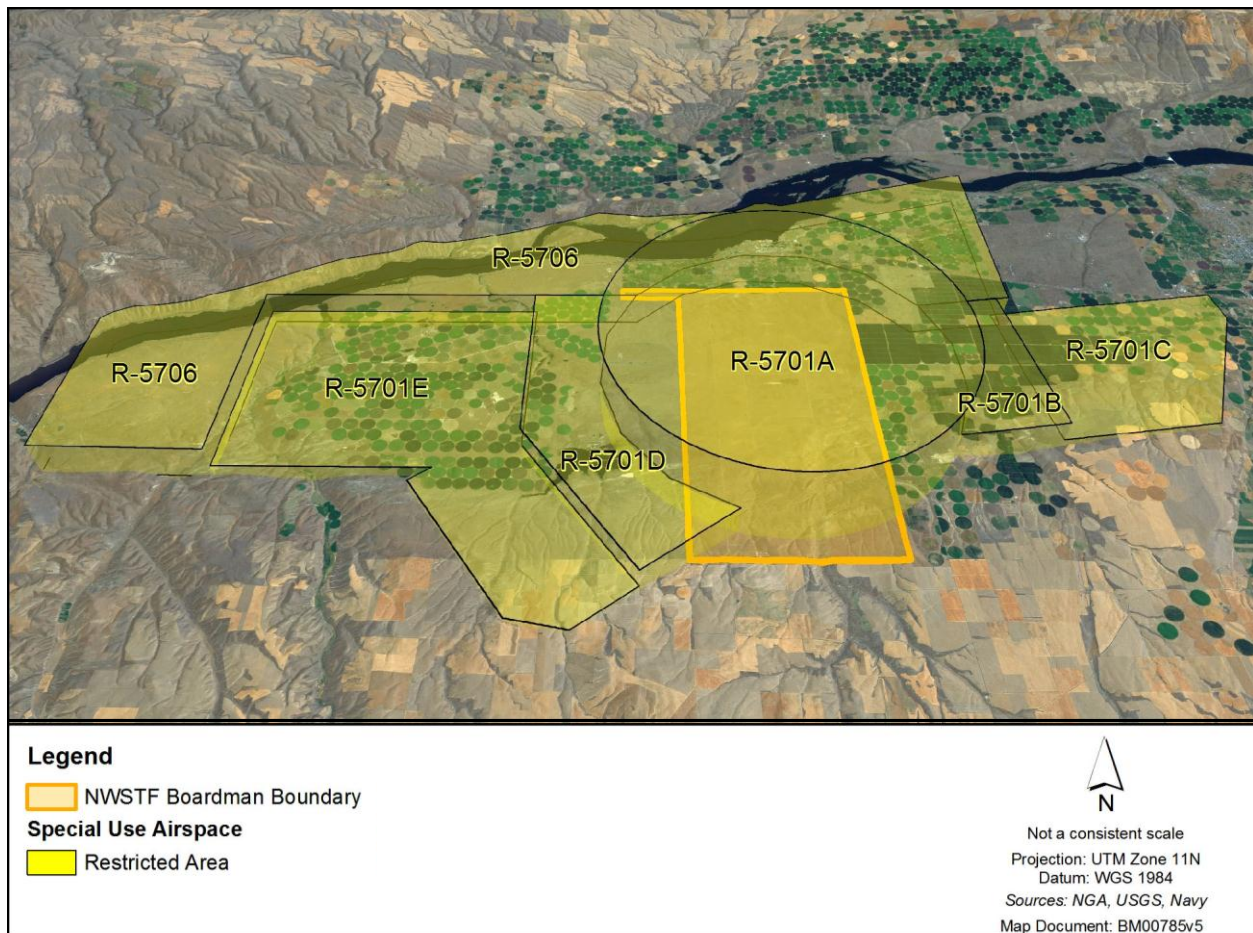 R-5706
R-5706
R-5701E
R-5701D
R-5701A
R-5701B
R-5701C
Legend
NWSTF Boardman Boundary
Special Use Airspace
Restricted Area
N
Not a consistent scale
Projection: UTM Zone 11N
Datum: WGS 1984
Sources: NGA, USGS, Navy
Map Document: BM00785v5